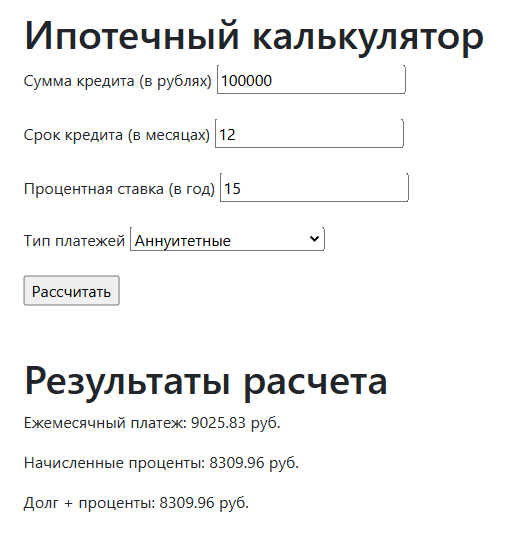 Ипотечный калькулятор
Сумма кредита (в рублях) 100000
Срок кредита (в месяцах) 12
Процентная ставка (в год) 15
Тип платежей Аннуитетные
Рассчитать
Результаты расчета
Ежемесячный платеж: 9025.83 руб.
Начисленные проценты: 8309.96 руб.
Долг + проценты: 8309.96 руб.